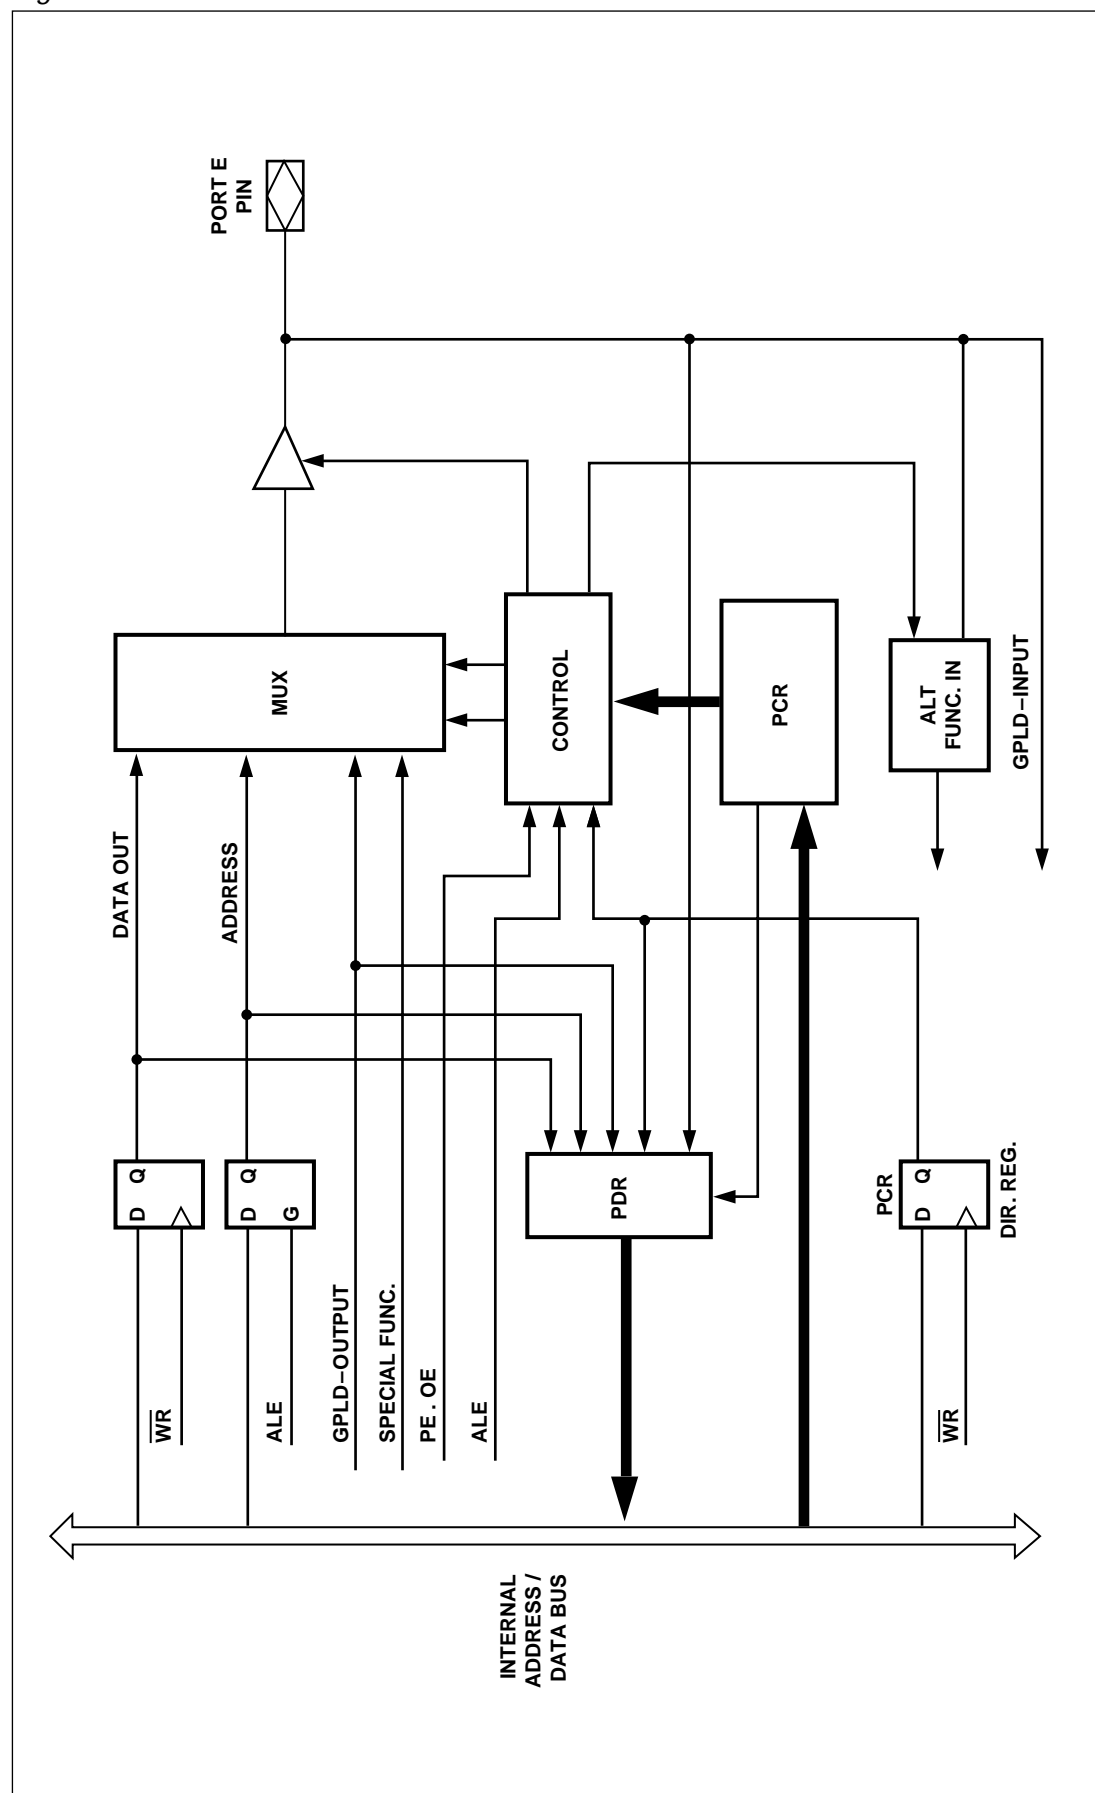 PORT E
PIN
MUX
CONTROL
PCR
ALT
FUNC. IN
GPLD–INPUT
DATA OUT
ADDRESS
D Q
D Q
G
PDR
PCR
D Q
DIR. REG.
WR
ALE
GPLD–OUTPUT
SPECIAL FUNC.
PE . OE
ALE
WR
INTERNAL
ADDRESS /
DATA BUS